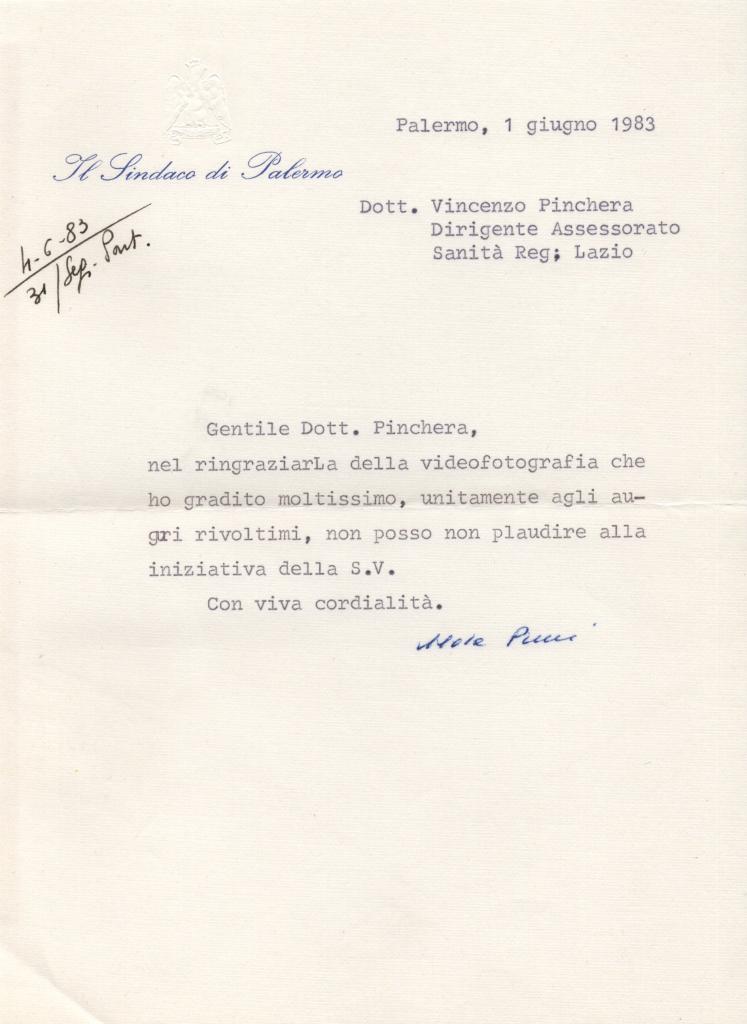 Palermo, 1 giugno 1983
Il Sindaco di Palermo
Dott. Vincenzo Pinchera
Dirigente Assessorato
Sanità Reg; Lazio
4-6-83
31/Seg.
Gentile Dott. Pinchera,
nel ringraziarLa della videofotografia che
ho gradito moltissimo, unitamente agli au-
gri rivoltimi, non posso non plaudire alla
iniziativa della S.V.
Con viva cordialità.